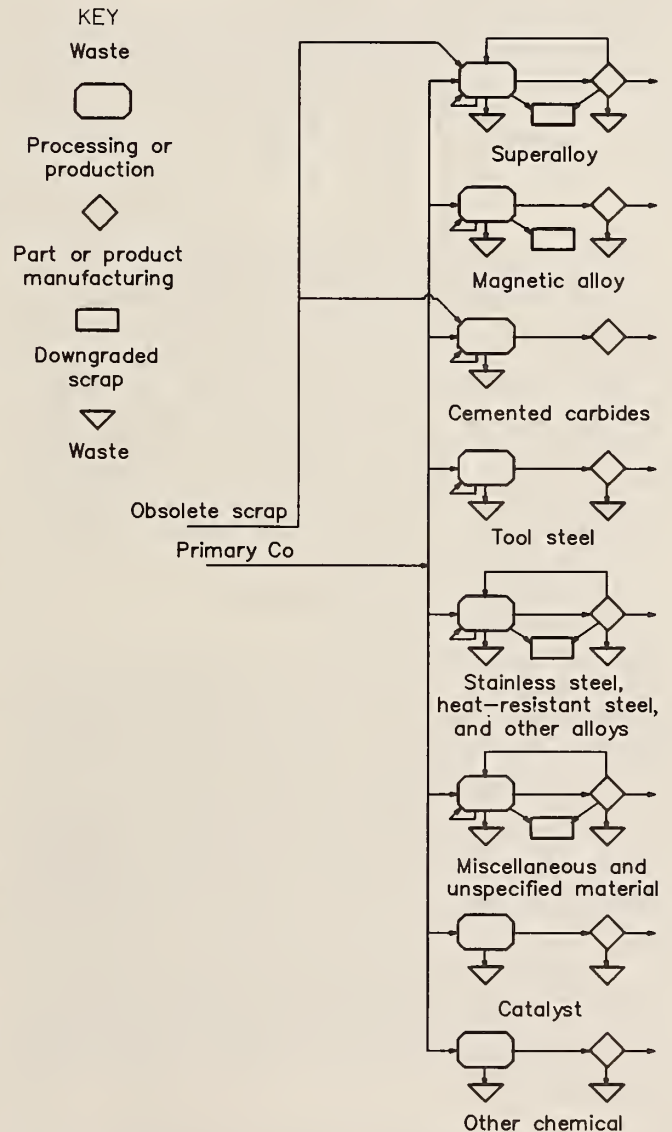 KEY
Waste
Processing or
production
Part or product
manufacturing
Downgraded
scrap
Waste
Obsolete scrap
Primary Co
Superalloy
Magnetic alloy
Cemented carbides
Tool steel
Stainless steel,
heat-resistant steel,
and other alloys
Miscellaneous and
unspecified material
Catalyst
Other chemical